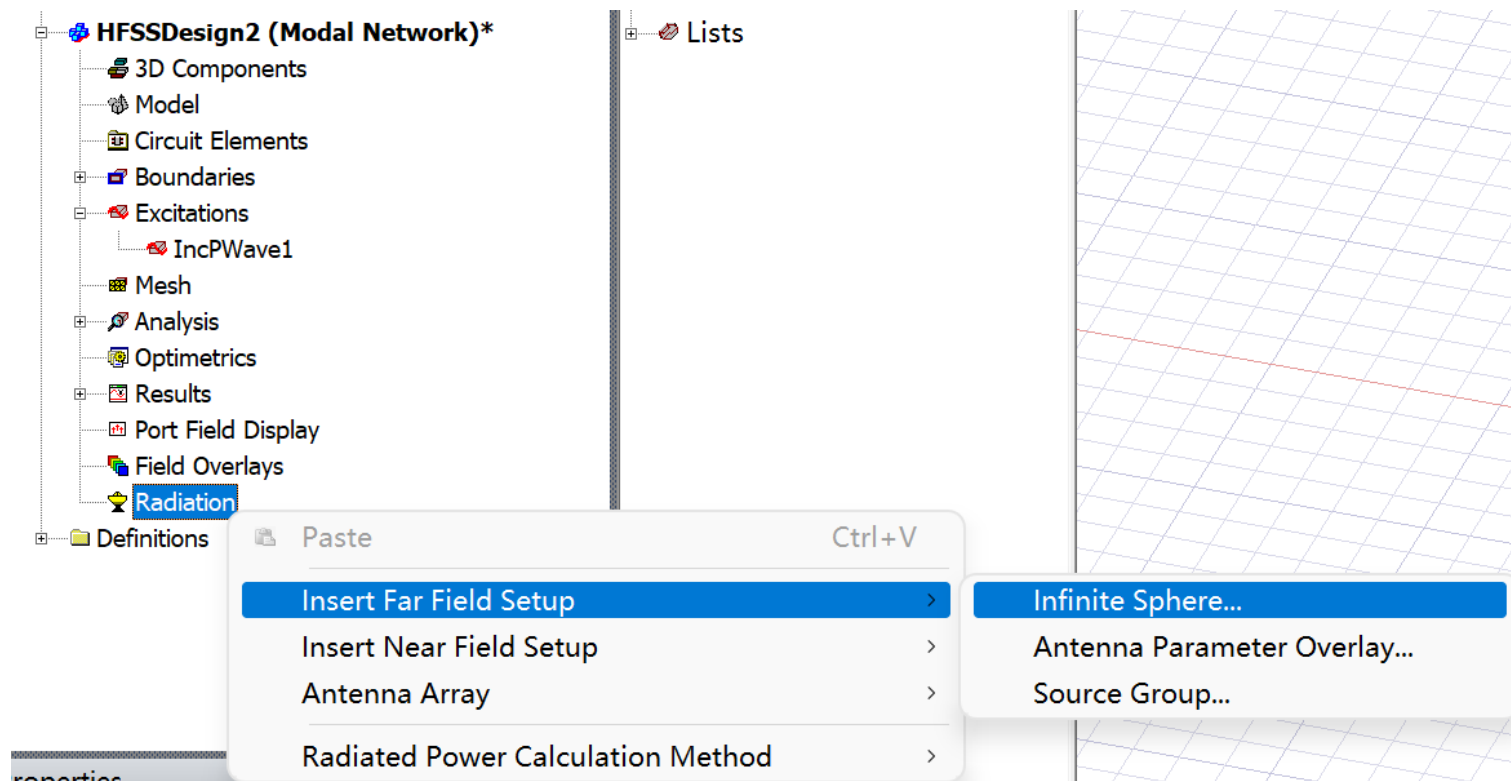 HFSSDesign2 (Modal Network)*
3D Components
Model
Circuit Elements
Boundaries
Excitations
IncPWave1
Mesh
Analysis
Optimetrics
Results
Port Field Display
Field Overlays
Radiation
Definitions
Lists
Paste Ctrl+V
Insert Far Field Setup
Insert Near Field Setup
Antenna Array
Radiated Power Calculation Method
Infinite Sphere...
Antenna Parameter Overlay...
Source Group...